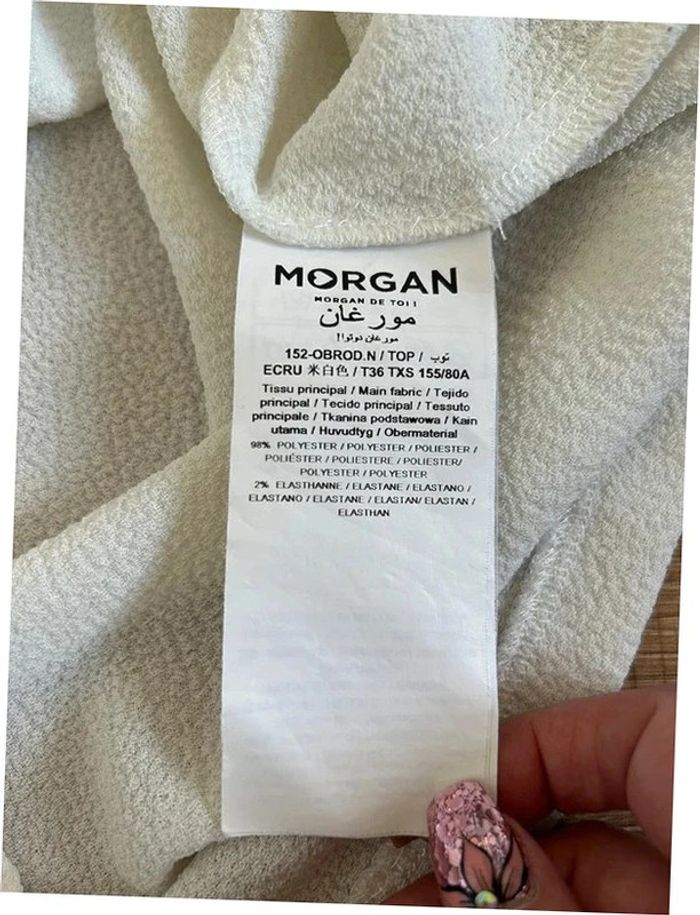 MORGAN
MORGAN DE TOI !
مورغان
مورغان دوتوا!
152-OBROD.N / TOP / توب
ECRU 米白色 / T36 TXS 155/80A
Tissu principal / Main fabric / Tejido
principal / Tecido principal / Tessuto
principale / Tkanina podstawowa / Kain
utama / Huvudtyg / Obermaterial
98% POLYESTER / POLYESTER / POLIESTER /
POLIÉSTER / POLIESTERE / POLIESTER/
POLYESTER / POLYESTER
2% ELASTHANNE / ELASTANE / ELASTANO /
ELASTANO / ELASTANE / ELASTAN/ ELASTAN /
ELASTHAN